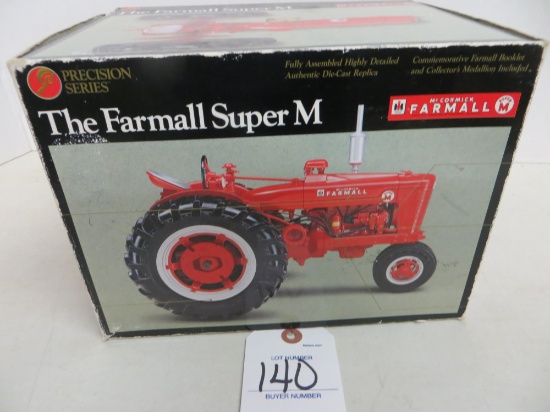 PRECISION
SERIES
Fully Assembled Highly Detailed
Authentic Die-Cast Replica
Commemorative Farmall Booklet
and Collector's Medallion Included
The Farmall Super M
McCORMICK
FARMALL
M
FARMALL
M
LOT NUMBER
140
BUYER NUMBER